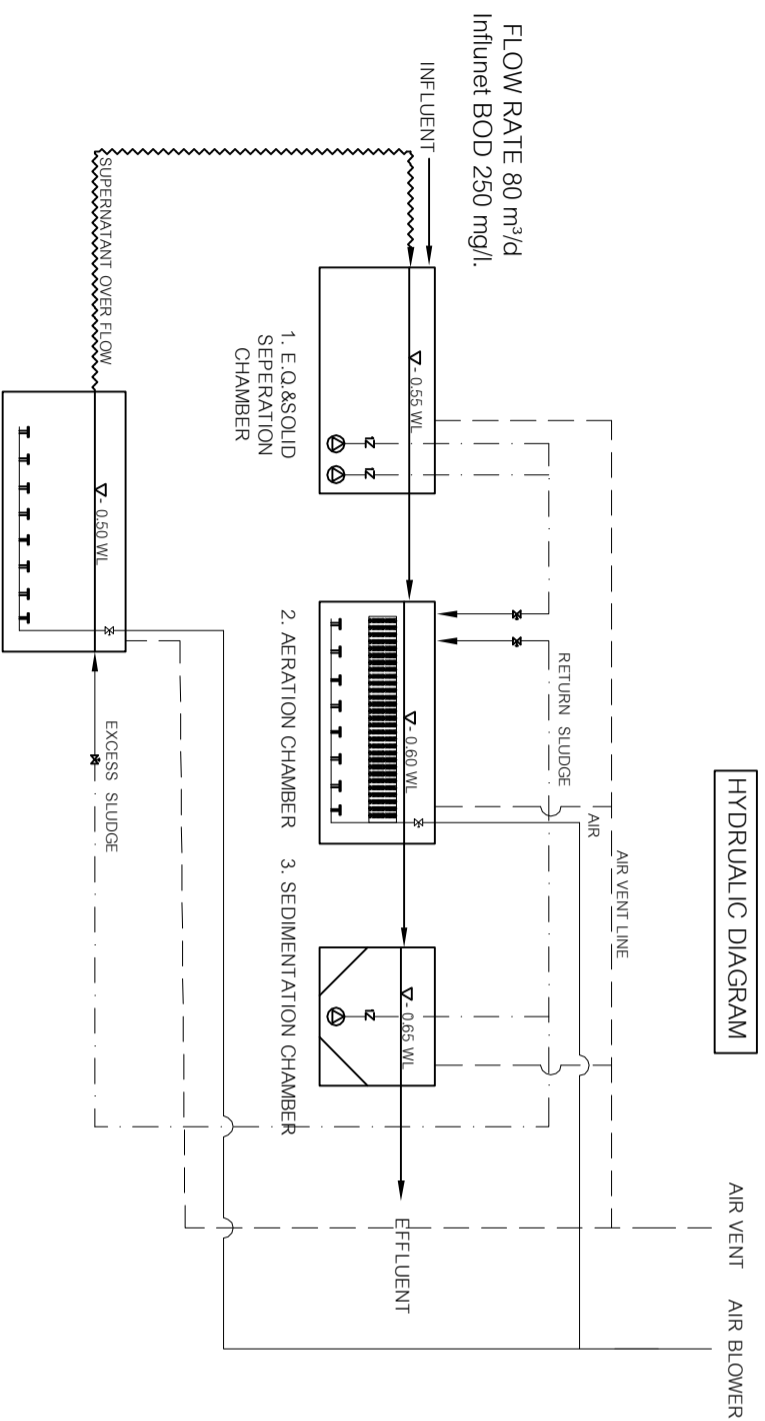 HYDRUALIC DIAGRAM
AIR VENT
AIR BLOWER
FLOW RATE 80 m³/d
Influnet BOD 250 mg/l.
INFLUENT
AIR VENT LINE
AIR
RETURN SLUDGE
- 0.55 WL
- 0.60 WL
- 0.65 WL
EFFLUENT
1. E.Q.&SOLID
SEPERATION
CHAMBER
2. AERATION CHAMBER
3. SEDIMENTATION CHAMBER
SUPERNATANT OVER FLOW
- 0.50 WL
EXCESS SLUDGE